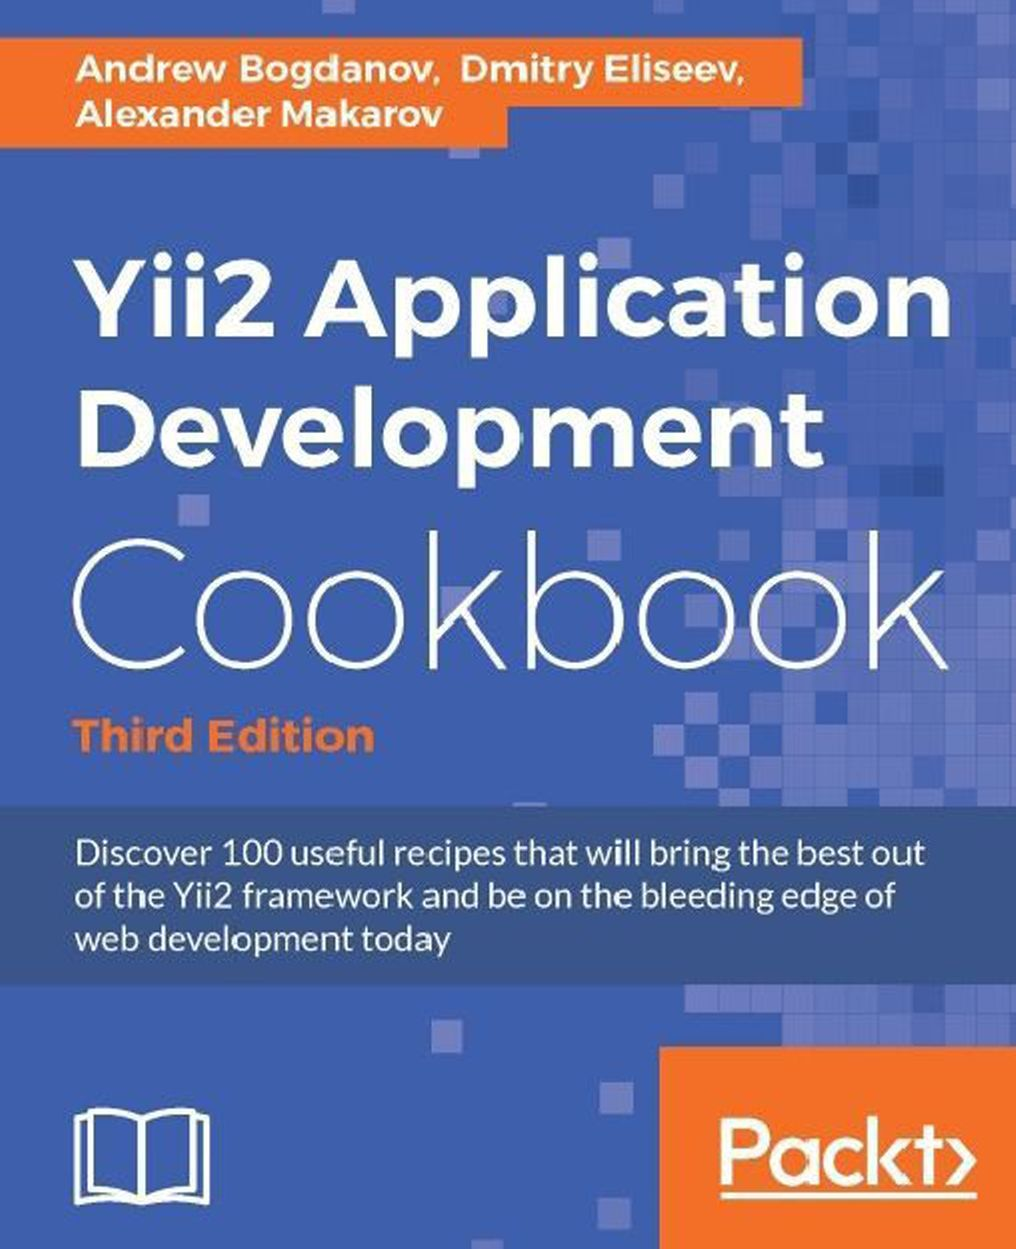 Andrew Bogdanov, Dmitry Eliseev,
Alexander Makarov
Yii2 Application
Development
Cookbook
Third Edition
Discover 100 useful recipes that will bring the best out
of the Yii2 framework and be on the bleeding edge of
web development today
Packt>